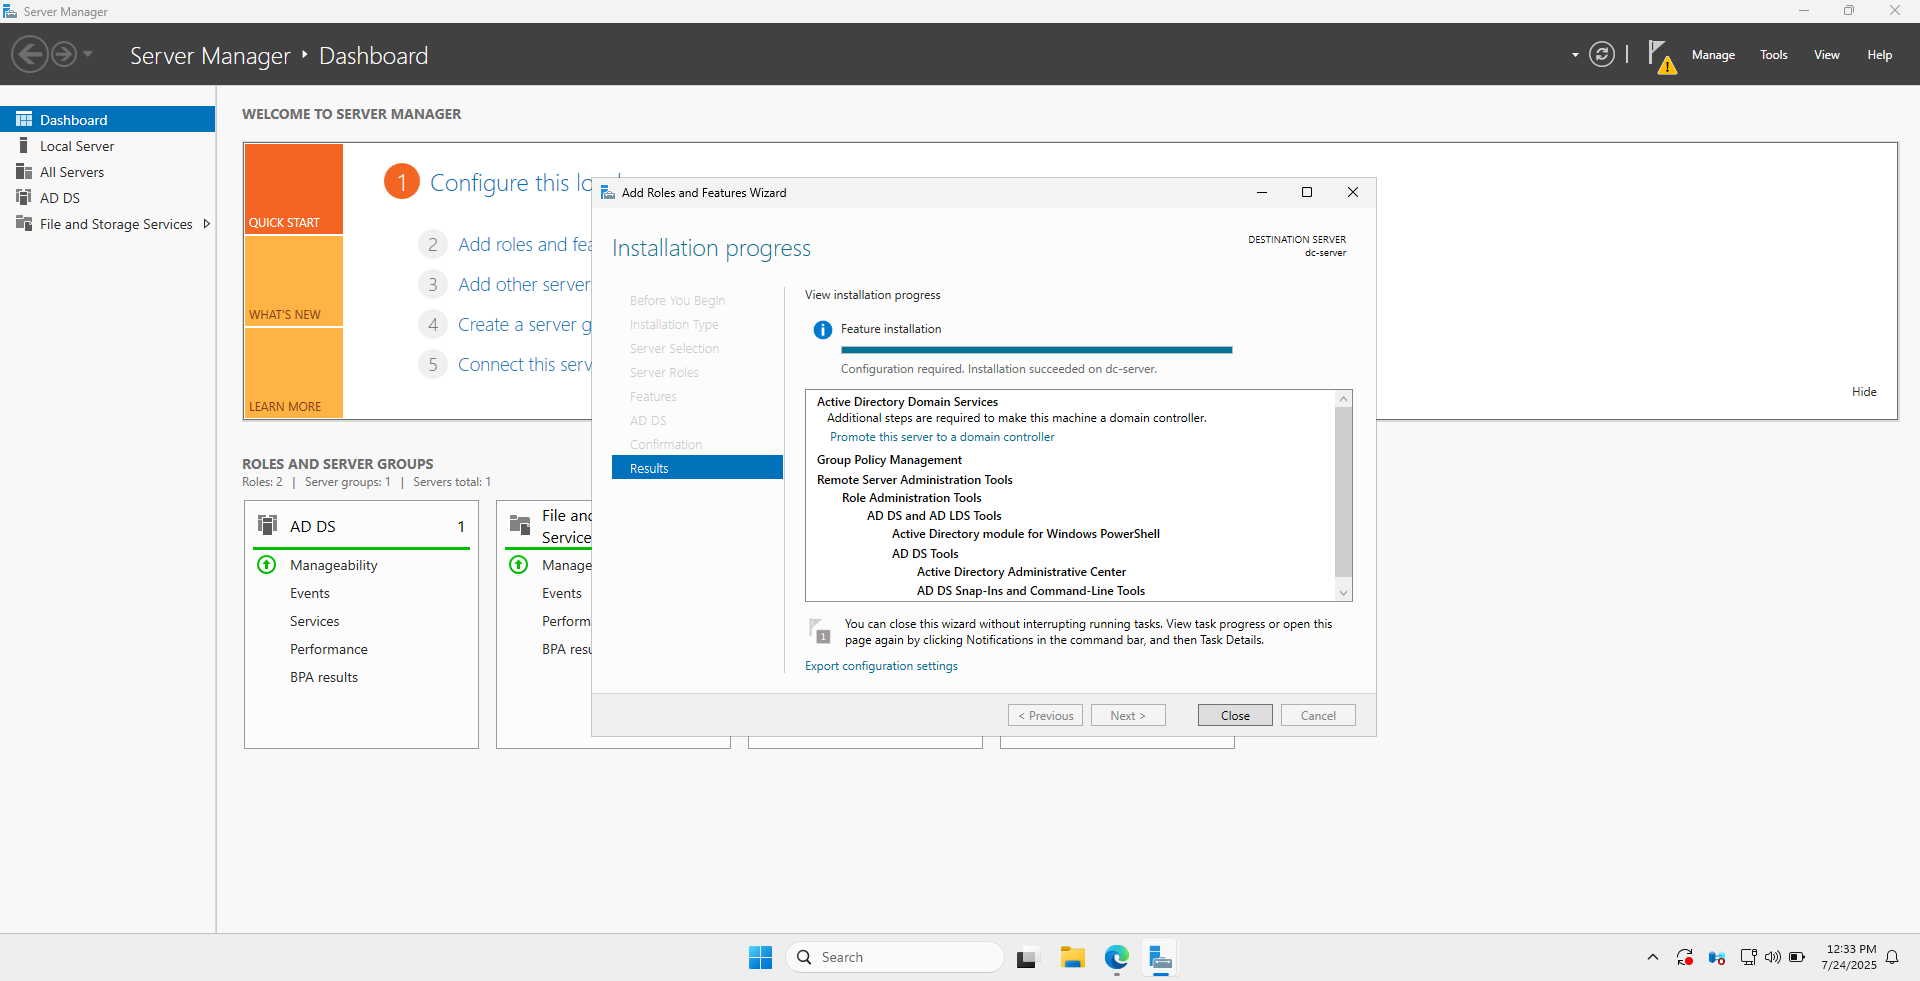 Server Manager
Server Manager ‣ Dashboard
Manage
Tools
View
Help
Dashboard
Local Server
All Servers
AD DS
File and Storage Services
WELCOME TO SERVER MANAGER
QUICK START
WHAT'S NEW
LEARN MORE
1 Configure this lo
2 Add roles and fea
3 Add other server
4 Create a server g
5 Connect this serv
Hide
ROLES AND SERVER GROUPS
Roles: 2 | Server groups: 1 | Servers total: 1
AD DS 1
Manageability
Events
Services
Performance
BPA results
File and
Service
Manage
Events
Perform
BPA resu
Add Roles and Features Wizard
Installation progress
DESTINATION SERVER
dc-server
Before You Begin
Installation Type
Server Selection
Server Roles
Features
AD DS
Confirmation
Results
View installation progress
Feature installation
Configuration required. Installation succeeded on dc-server.
Active Directory Domain Services
Additional steps are required to make this machine a domain controller.
Promote this server to a domain controller
Group Policy Management
Remote Server Administration Tools
Role Administration Tools
AD DS and AD LDS Tools
Active Directory module for Windows PowerShell
AD DS Tools
Active Directory Administrative Center
AD DS Snap-Ins and Command-Line Tools
1
You can close this wizard without interrupting running tasks. View task progress or open this
page again by clicking Notifications in the command bar, and then Task Details.
Export configuration settings
< Previous
Next >
Close
Cancel
Search
12:33 PM
7/24/2025